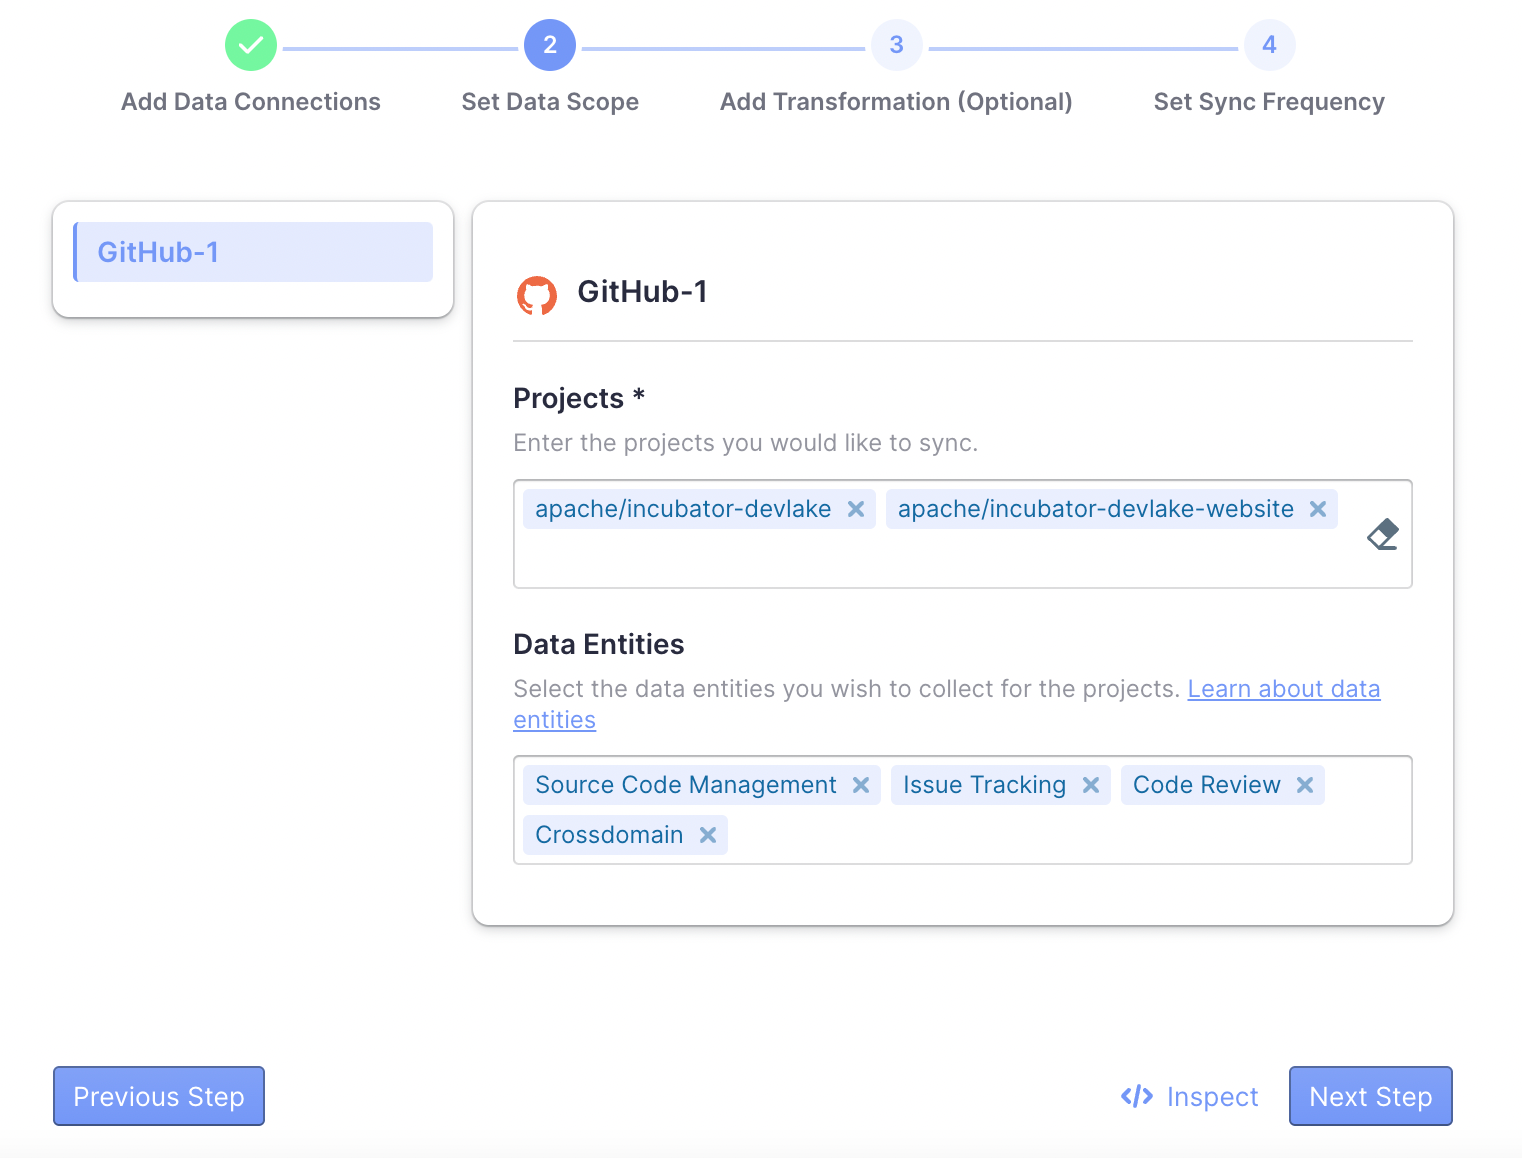 2 3 4
Add Data Connections Set Data Scope Add Transformation (Optional) Set Sync Frequency
GitHub-1
GitHub-1
Projects *
Enter the projects you would like to sync.
apache/incubator-devlake apache/incubator-devlake-website
Data Entities
Select the data entities you wish to collect for the projects. Learn about data
entities
Source Code Management Issue Tracking Code Review
Crossdomain
Previous Step </> Inspect Next Step